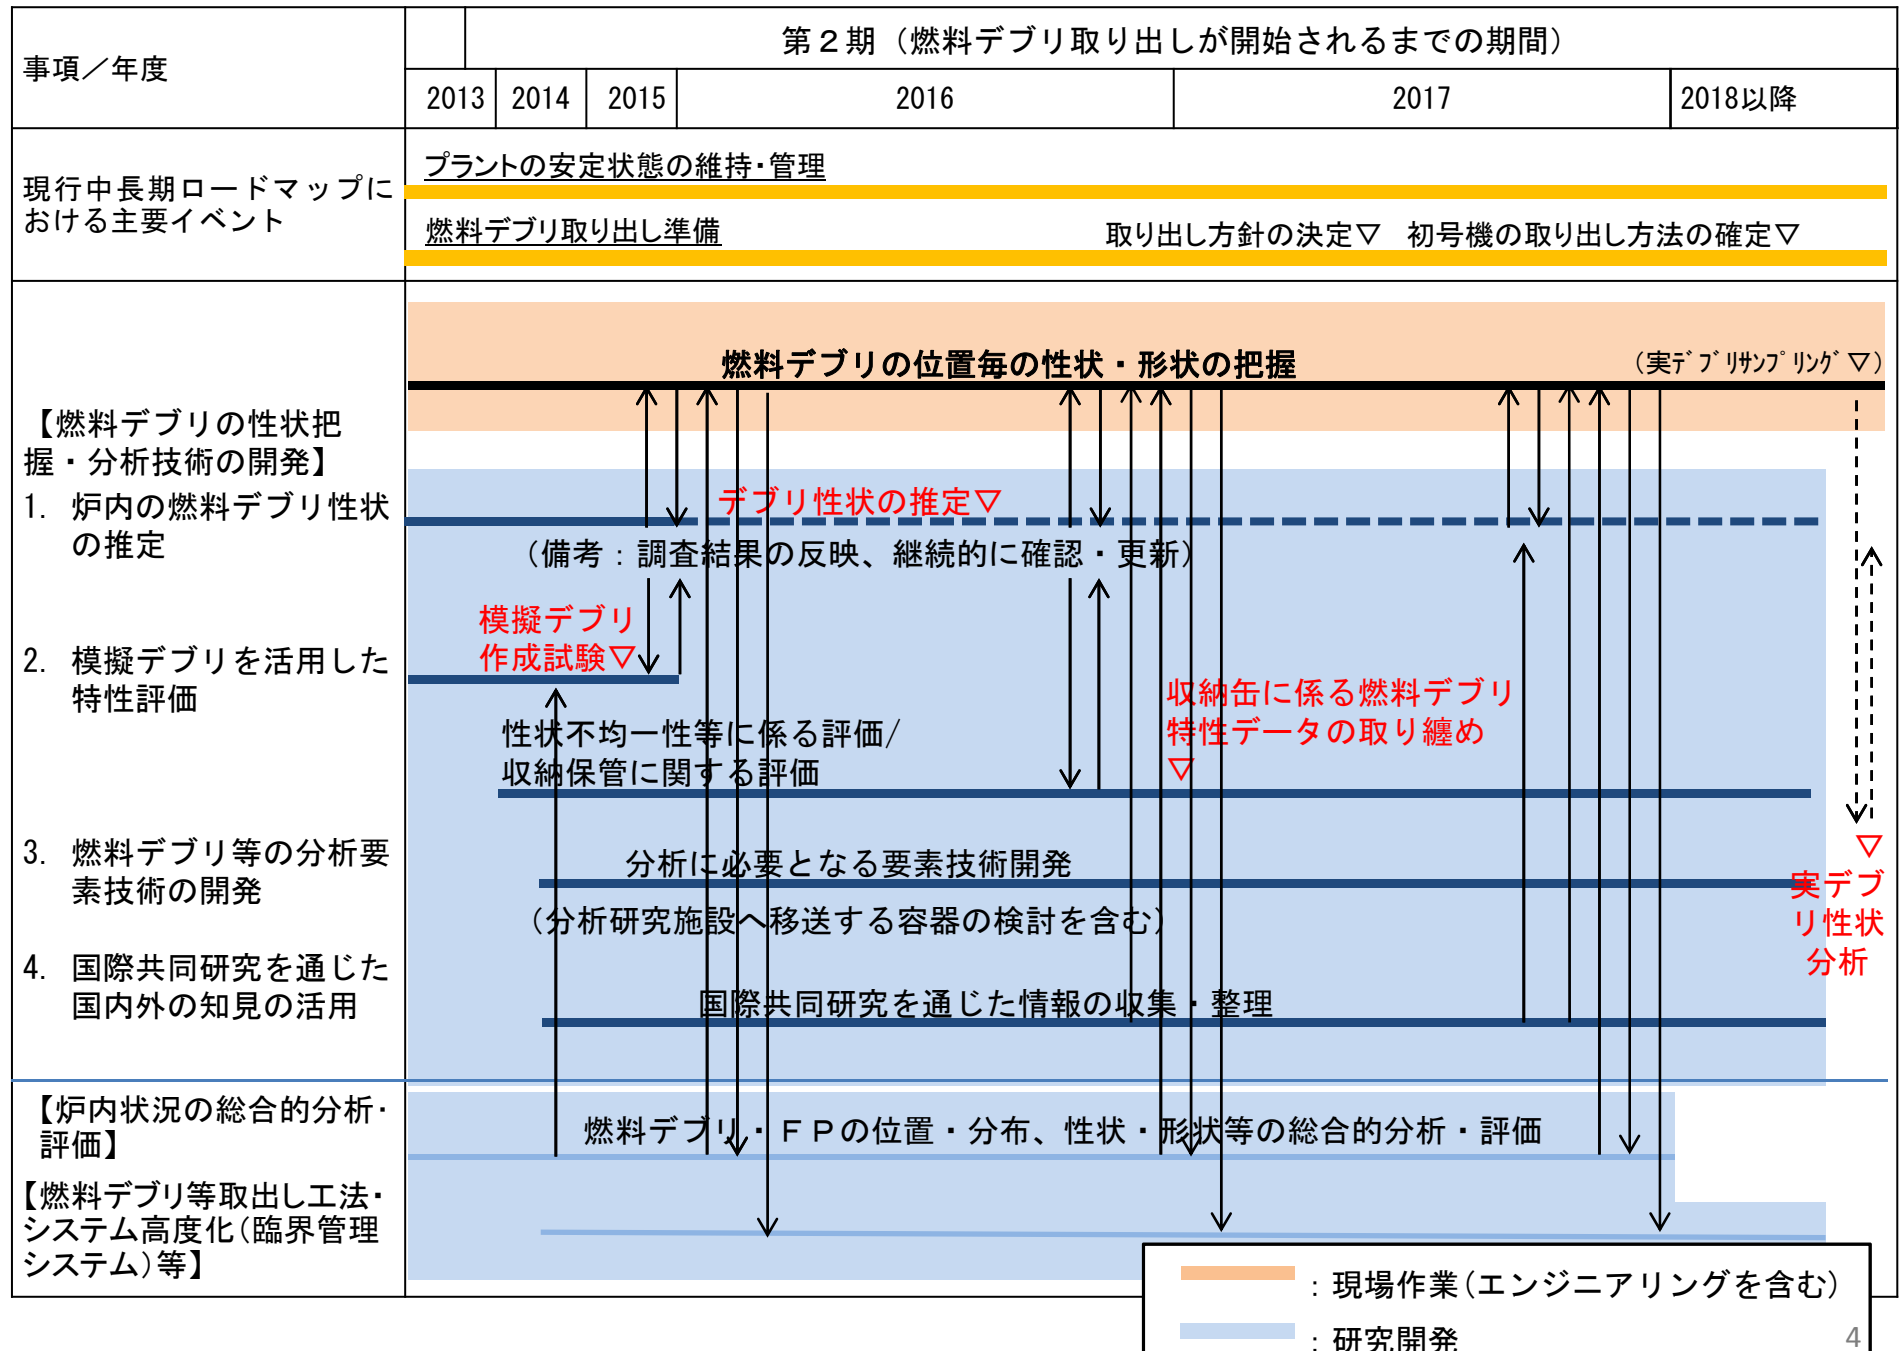 事項／年度
第２期（燃料デブリ取り出しが開始されるまでの期間）
2013
2014
2015
2016
2017
2018以降
現行中長期ロードマップに
おける主要イベント
プラントの安定状態の維持・管理
燃料デブリ取り出し準備
取り出し方針の決定▽
初号機の取り出し方法の確定▽
燃料デブリの位置毎の性状・形状の把握
（実ﾃﾞﾌﾞﾘｻﾝﾌﾟﾘﾝｸﾞ▽）
【燃料デブリの性状把
握・分析技術の開発】
1. 炉内の燃料デブリ性状
の推定
デブリ性状の推定▽
（備考：調査結果の反映、継続的に確認・更新）
模擬デブリ
作成試験▽
2. 模擬デブリを活用した
特性評価
性状不均一性等に係る評価/
収納保管に関する評価
収納缶に係る燃料デブリ
特性データの取り纏め
▽
3. 燃料デブリ等の分析要
素技術の開発
分析に必要となる要素技術開発
（分析研究施設へ移送する容器の検討を含む）
▽
実デブ
リ性状
分析
4. 国際共同研究を通じた
国内外の知見の活用
国際共同研究を通じた情報の収集・整理
【炉内状況の総合的分析・
評価】
燃料デブリ・ＦＰの位置・分布、性状・形状等の総合的分析・評価
【燃料デブリ等取出し工法・
システム高度化（臨界管理
システム）等】
：現場作業（エンジニアリングを含む）
：研究開発
4